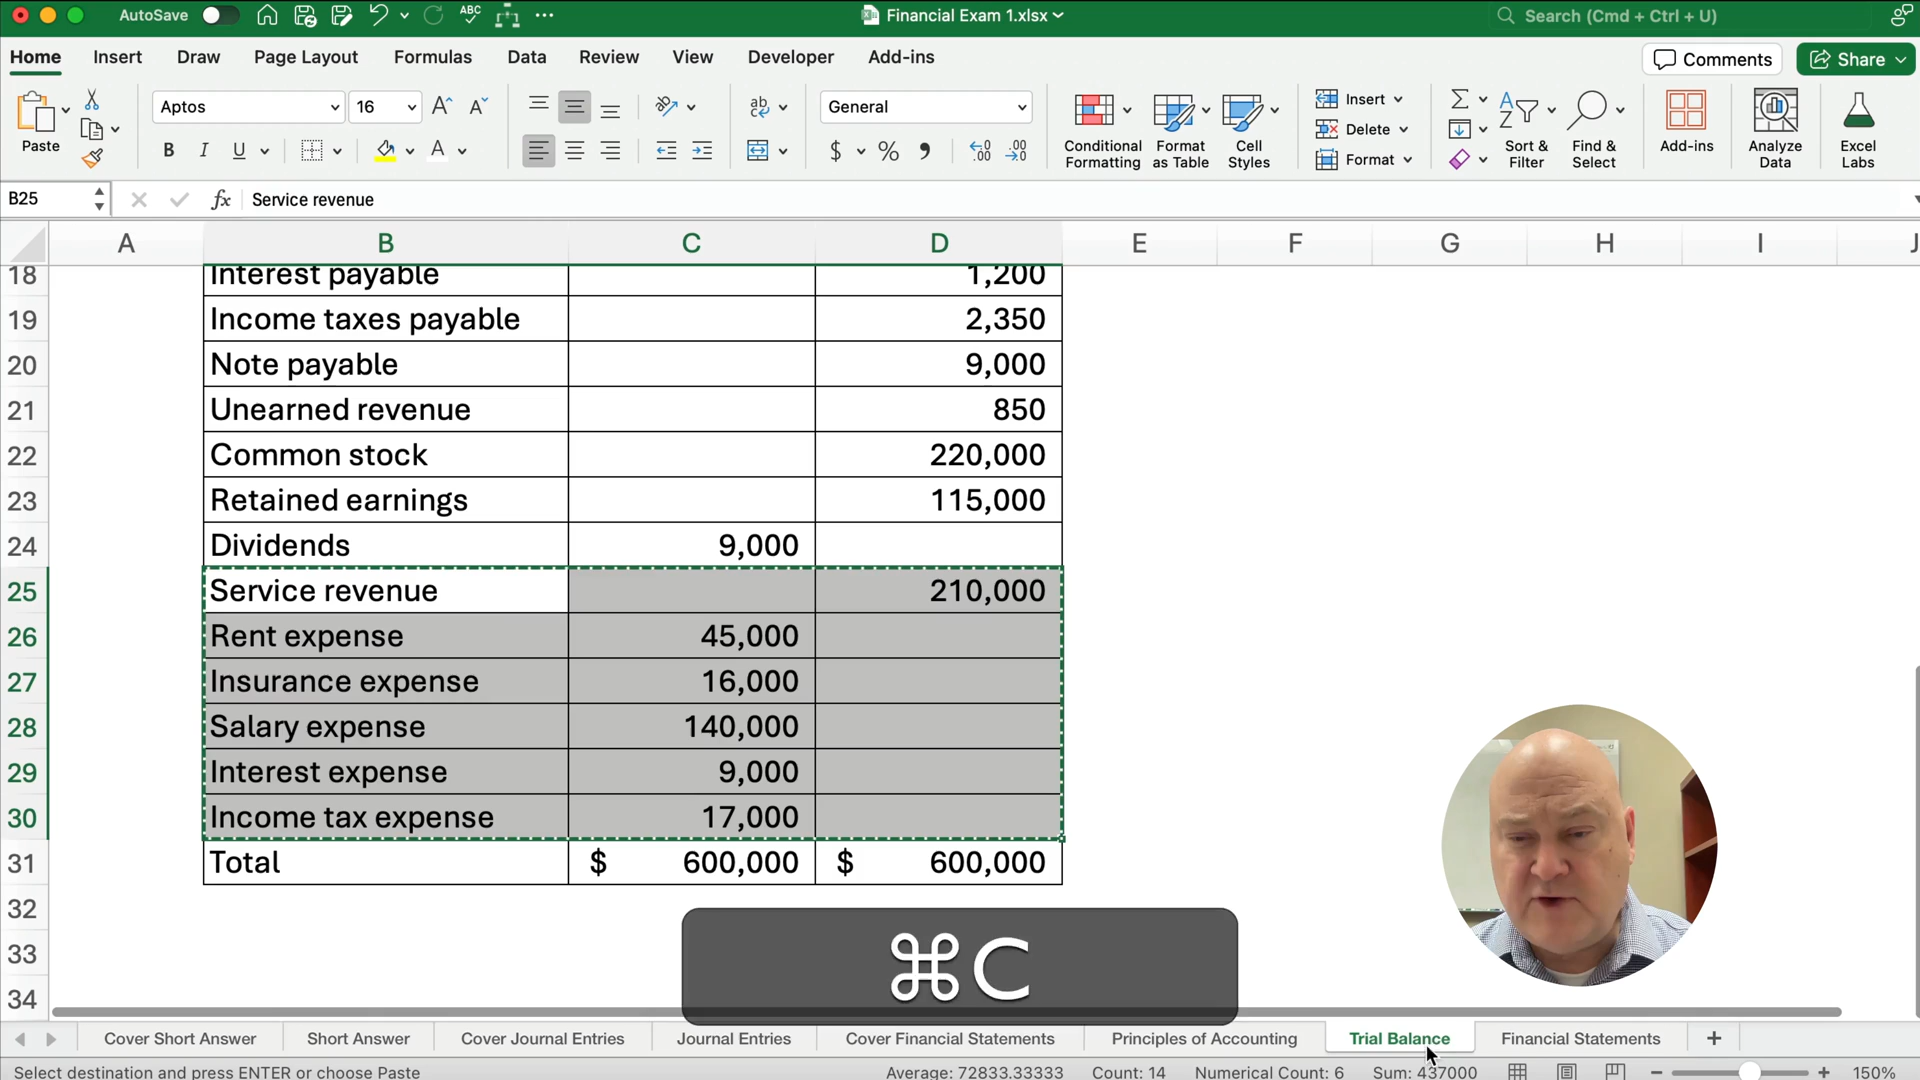 AutoSave
ABC
Financial Exam 1.xlsx
Search (Cmd + Ctrl + U)
Home Insert Draw Page Layout Formulas Data Review View Developer Add-ins Comments Share
Paste
Aptos 16
General
B I U A
$ %
Conditional Formatting
Format as Table
Cell Styles
Insert
Delete
Format
Sort & Filter
Find & Select
Add-ins
Analyze Data
Excel Labs
B25 fx Service revenue
A B C D E F G H I J
18 Interest payable 1,200
19 Income taxes payable 2,350
20 Note payable 9,000
21 Unearned revenue 850
22 Common stock 220,000
23 Retained earnings 115,000
24 Dividends 9,000
25 Service revenue 210,000
26 Rent expense 45,000
27 Insurance expense 16,000
28 Salary expense 140,000
29 Interest expense 9,000
30 Income tax expense 17,000
31 Total $ 600,000 $ 600,000
32
33
34
⌘C
Cover Short Answer Short Answer Cover Journal Entries Journal Entries Cover Financial Statements Principles of Accounting Trial Balance Financial Statements +
Select destination and press ENTER or choose Paste Average: 72833.33333 Count: 14 Numerical Count: 6 Sum: 437000 150%